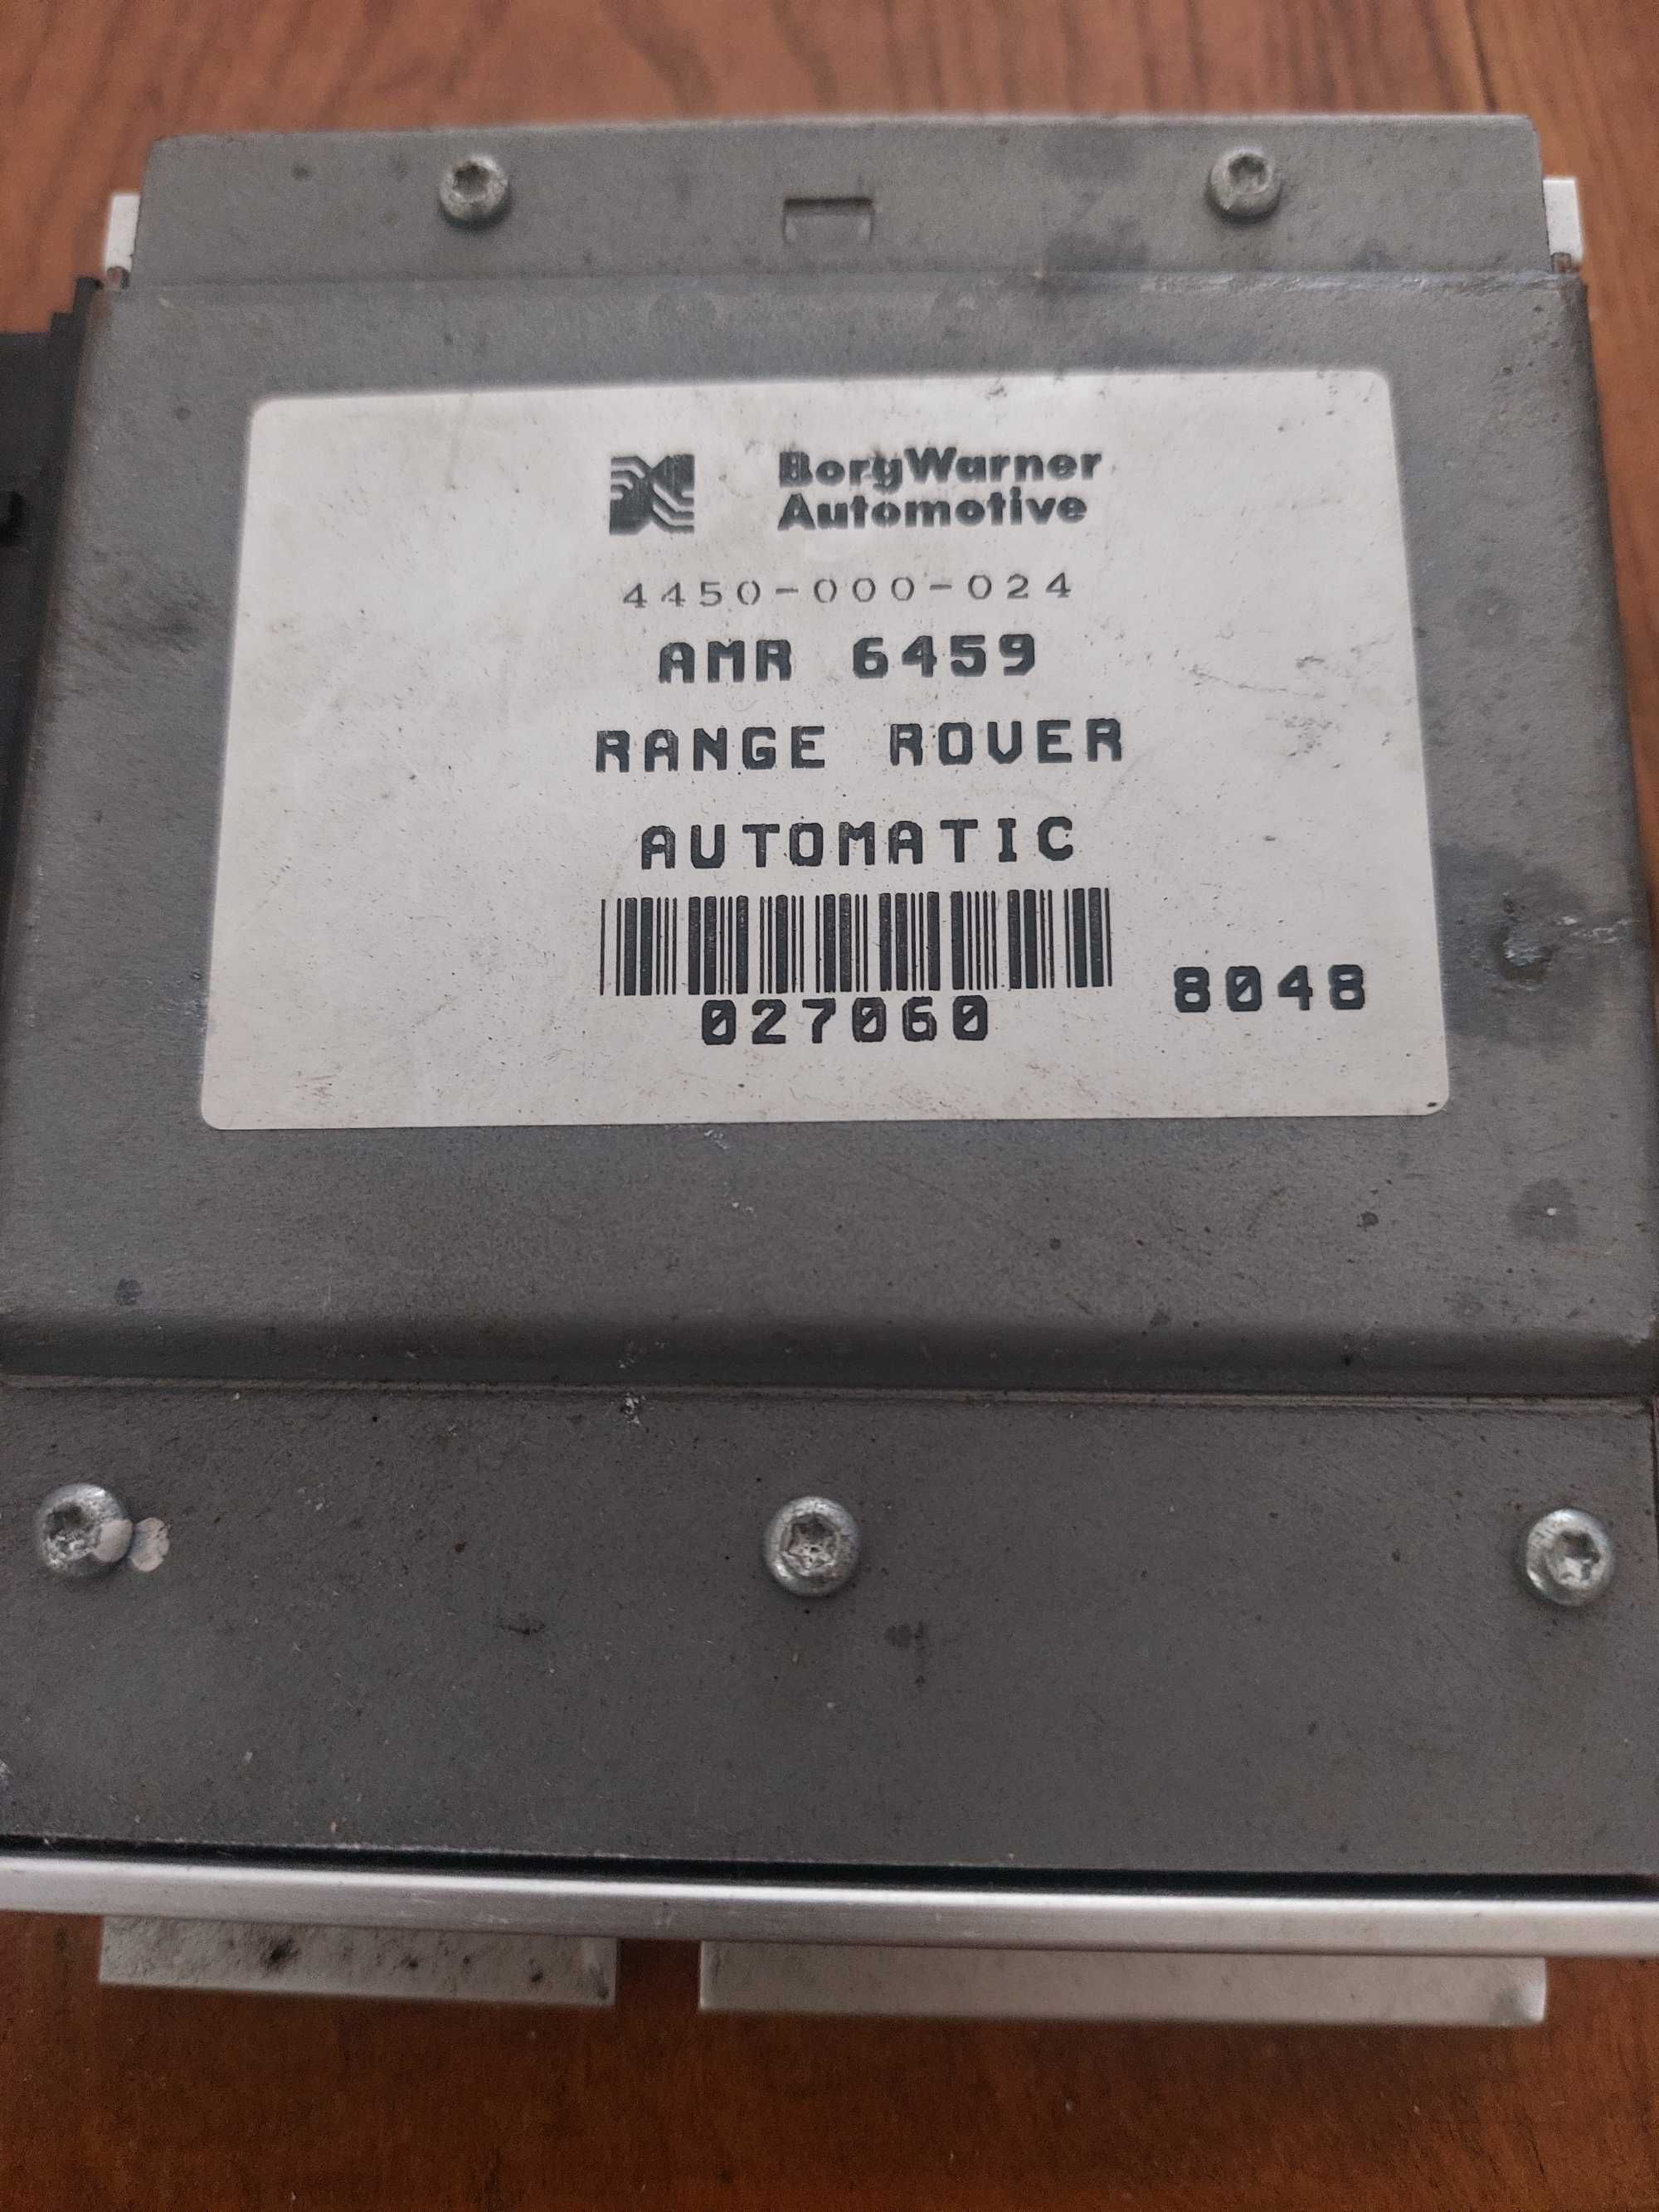 BorgWarner
Automotive
4450-000-024
AMR 6459
RANGE ROVER
AUTOMATIC
027060
8048